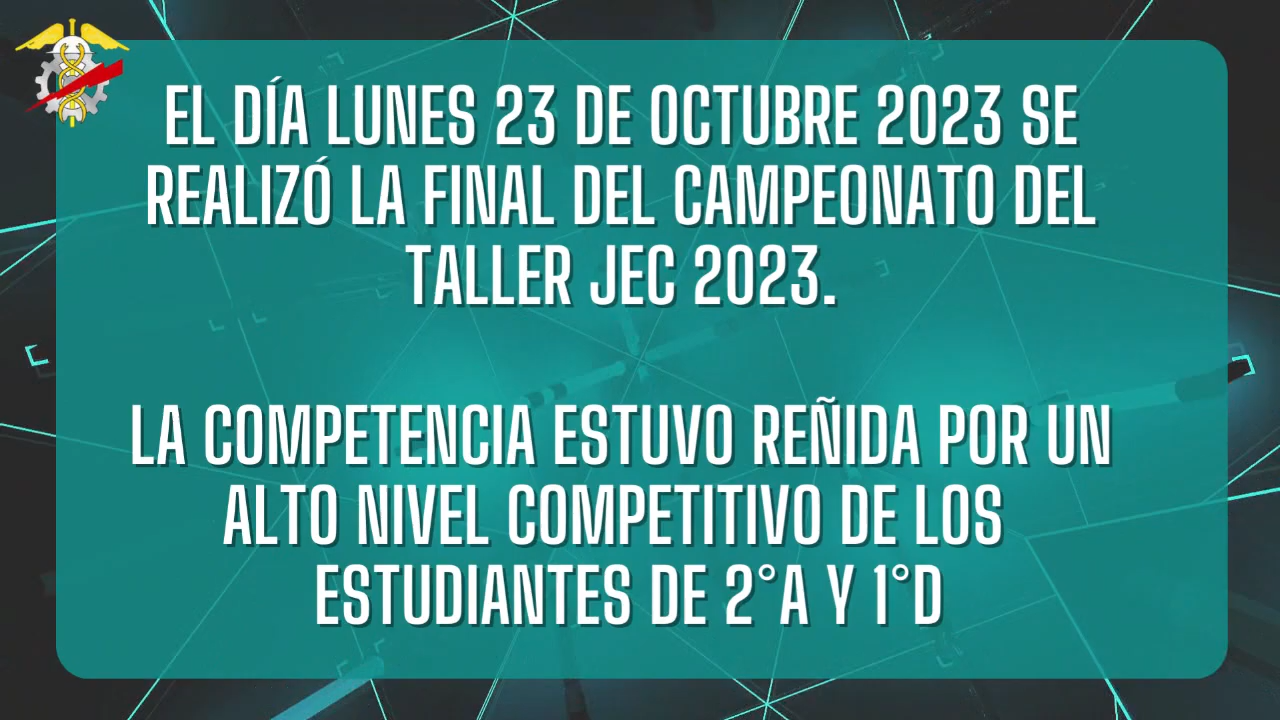 EL DÍA LUNES 23 DE OCTUBRE 2023 SE
REALIZÓ LA FINAL DEL CAMPEONATO DEL
TALLER JEC 2023.
LA COMPETENCIA ESTUVO REÑIDA POR UN
ALTO NIVEL COMPETITIVO DE LOS
ESTUDIANTES DE 2°A Y 1°D